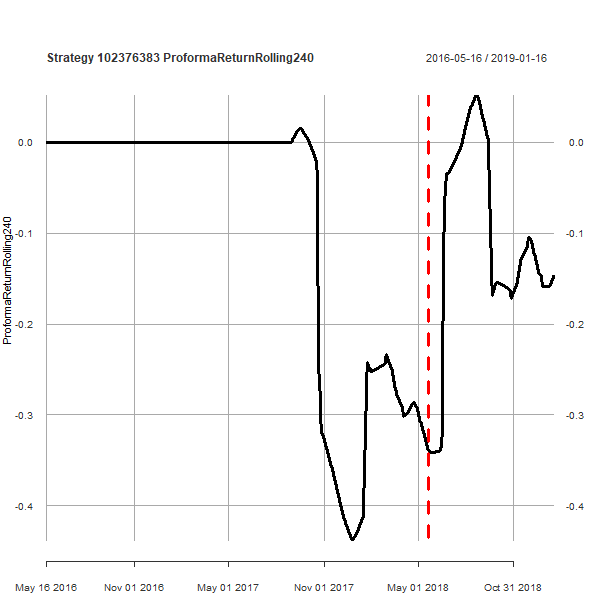 Strategy 102376383 ProformaReturnRolling240
2016-05-16 / 2019-01-16
ProformaReturnRolling240
0.0 0.0
-0.1 -0.1
-0.2 -0.2
-0.3 -0.3
-0.4 -0.4
May 16 2016 Nov 01 2016 May 01 2017 Nov 01 2017 May 01 2018 Oct 31 2018